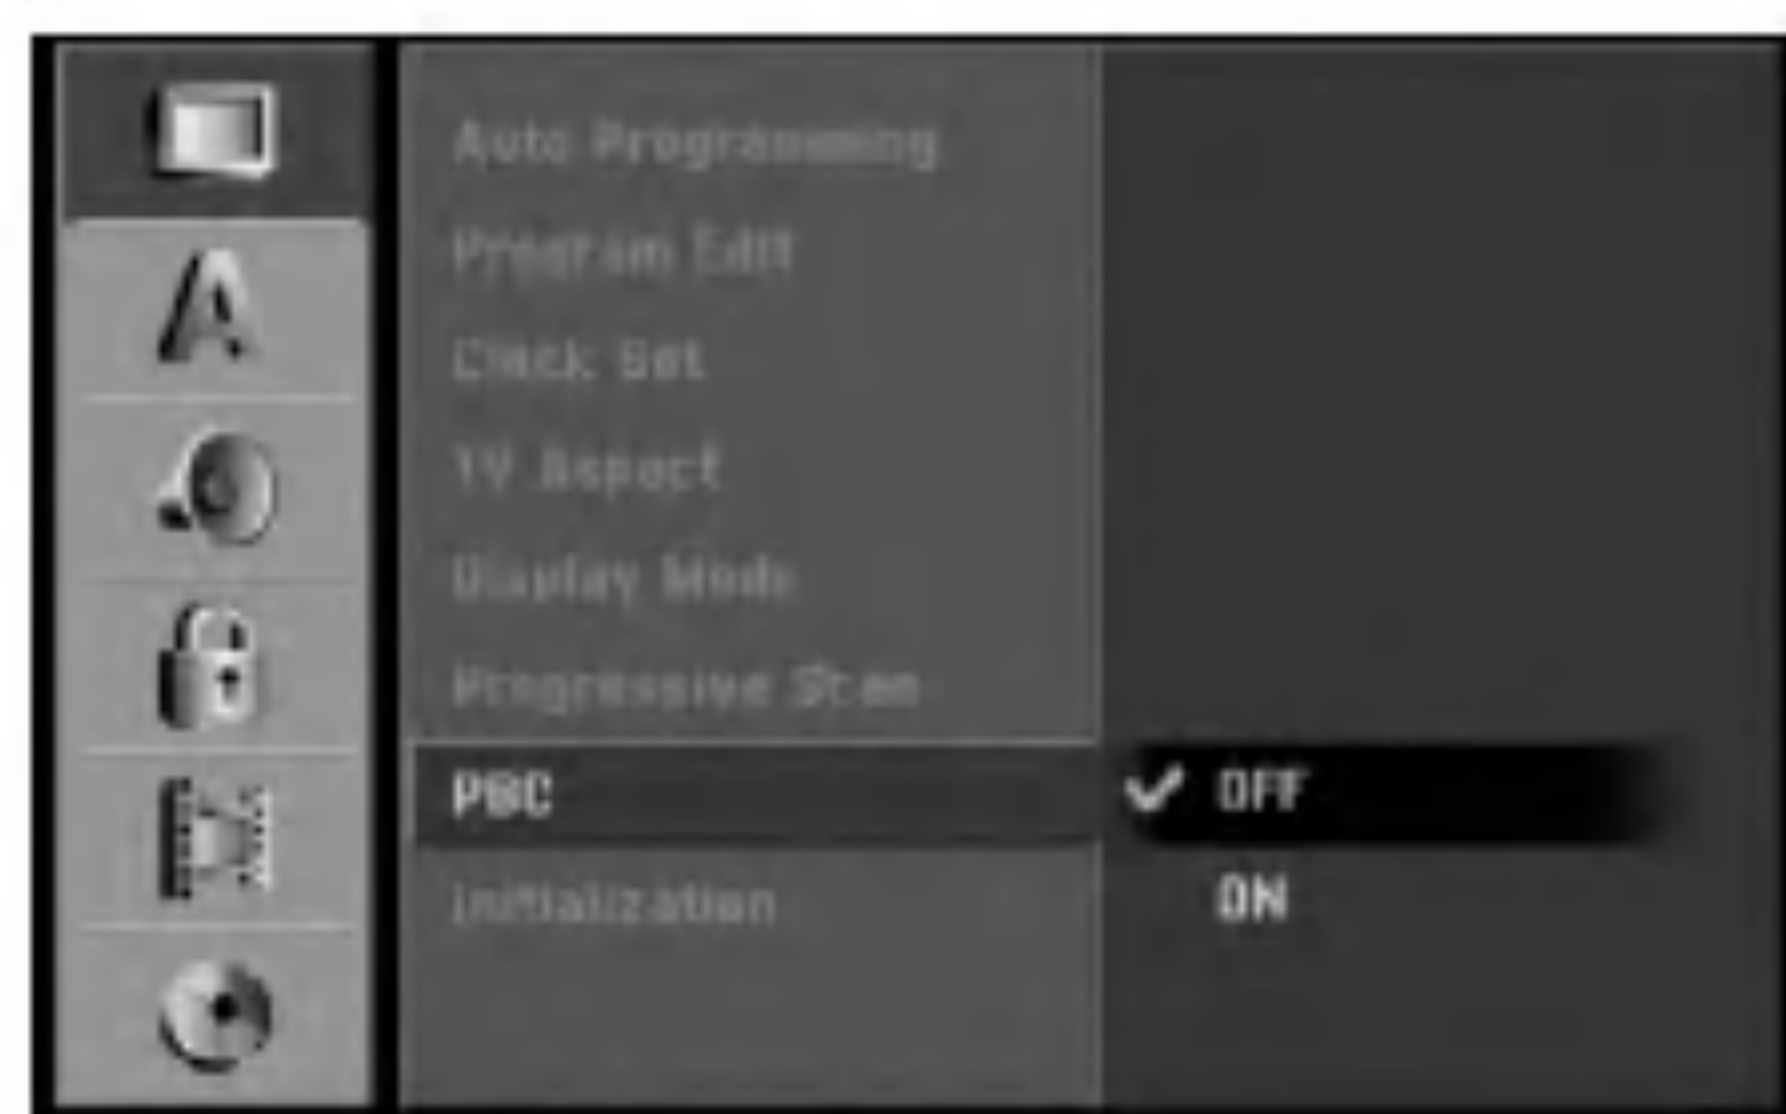 Auto Programming
Program Edit
Clock Set
TV Aspect
Display Mode
Progressive Scan
PBC
OFF
Initialization
ON